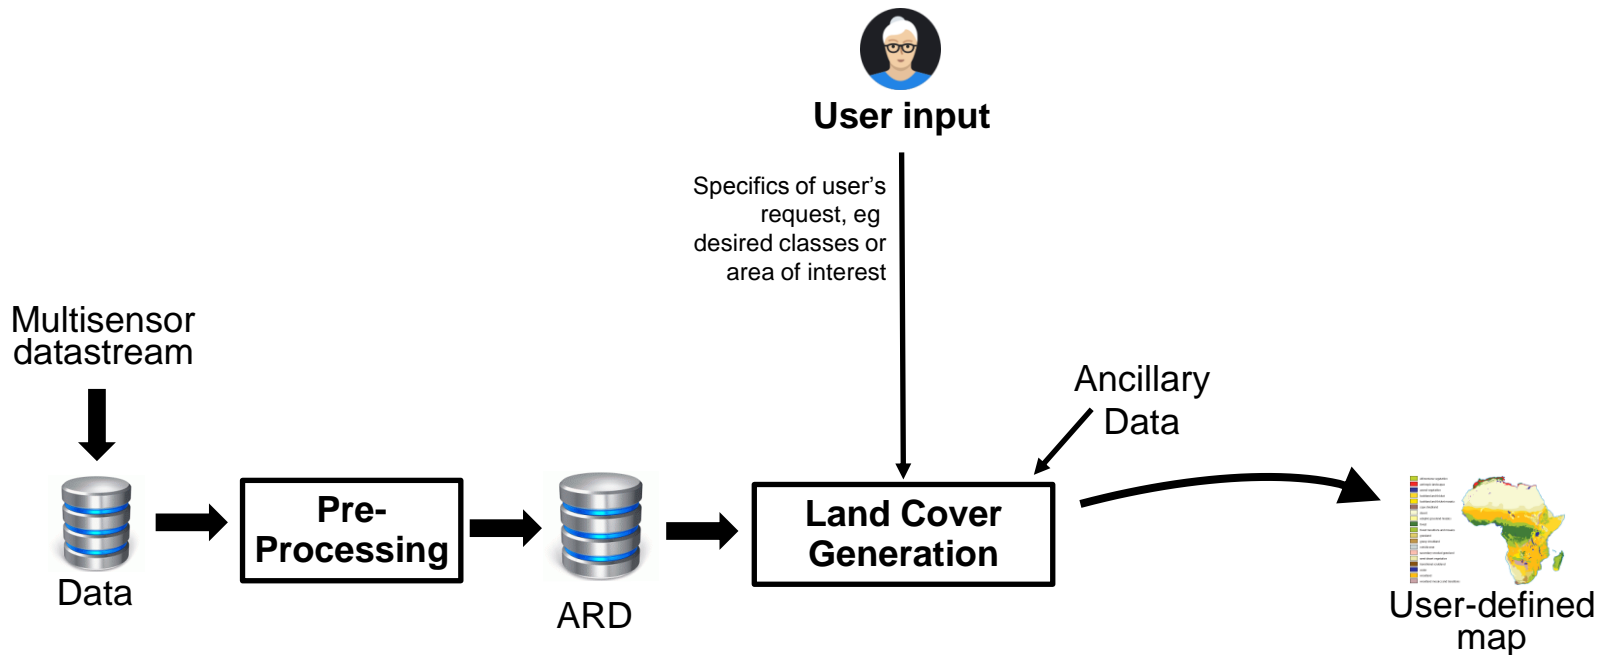 User input
Specifics of user’s
request, eg
desired classes or
area of interest
Multisensor
datastream
Ancillary
Data
Pre-
Processing
Land Cover
Generation
Data
ARD
User-defined
map